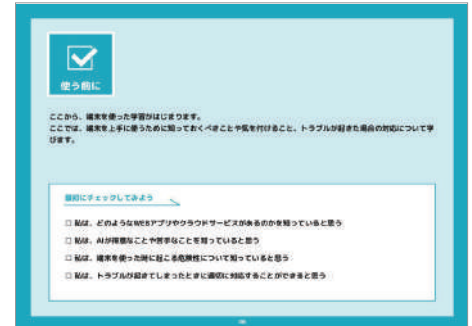 使う前に
ここから、端末を使った学習がはじまります。
ここでは、端末を上手に使うために知っておくべきことや気を付けること、トラブルが起きた場合の対応について学
びます。
最初にチェックしてみよう
□ 私は、どのようなWEBアプリやクラウドサービスがあるのかを知っていると思う
□ 私は、AIが得意なことや苦手なことを知っていると思う
□ 私は、端末を使った時に起こる危険性について知っていると思う
□ 私は、トラブルが起きてしまったときに適切に対応することができると思う